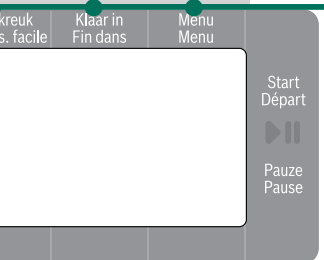 kreuk
s. facile
Klaar in
Fin dans
Menu
Menu
Start
Départ
Pauze
Pause